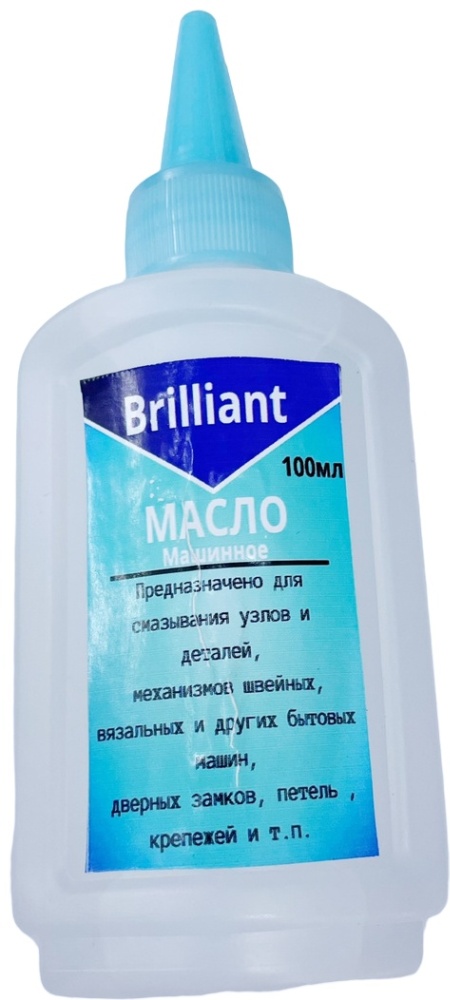 Brilliant
100мл
МАСЛО
Машинное
Предназначено для
смазывания узлов и
деталей,
механизмов швейных,
вязальных и других бытовых
машин,
дверных замков, петель ,
крепежей и т.п.